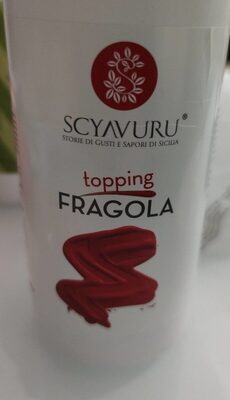 SCYAVURU®
STORIE DI GUSTI E SAPORI DI SICILIA
topping
FRAGOLA